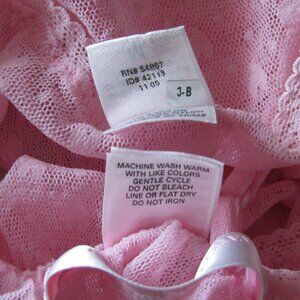 RN# 54867
ID# 42113
11 05
3-B
MACHINE WASH WARM
WITH LIKE COLORS
GENTLE CYCLE
DO NOT BLEACH
LINE OR FLAT DRY
DO NOT IRON